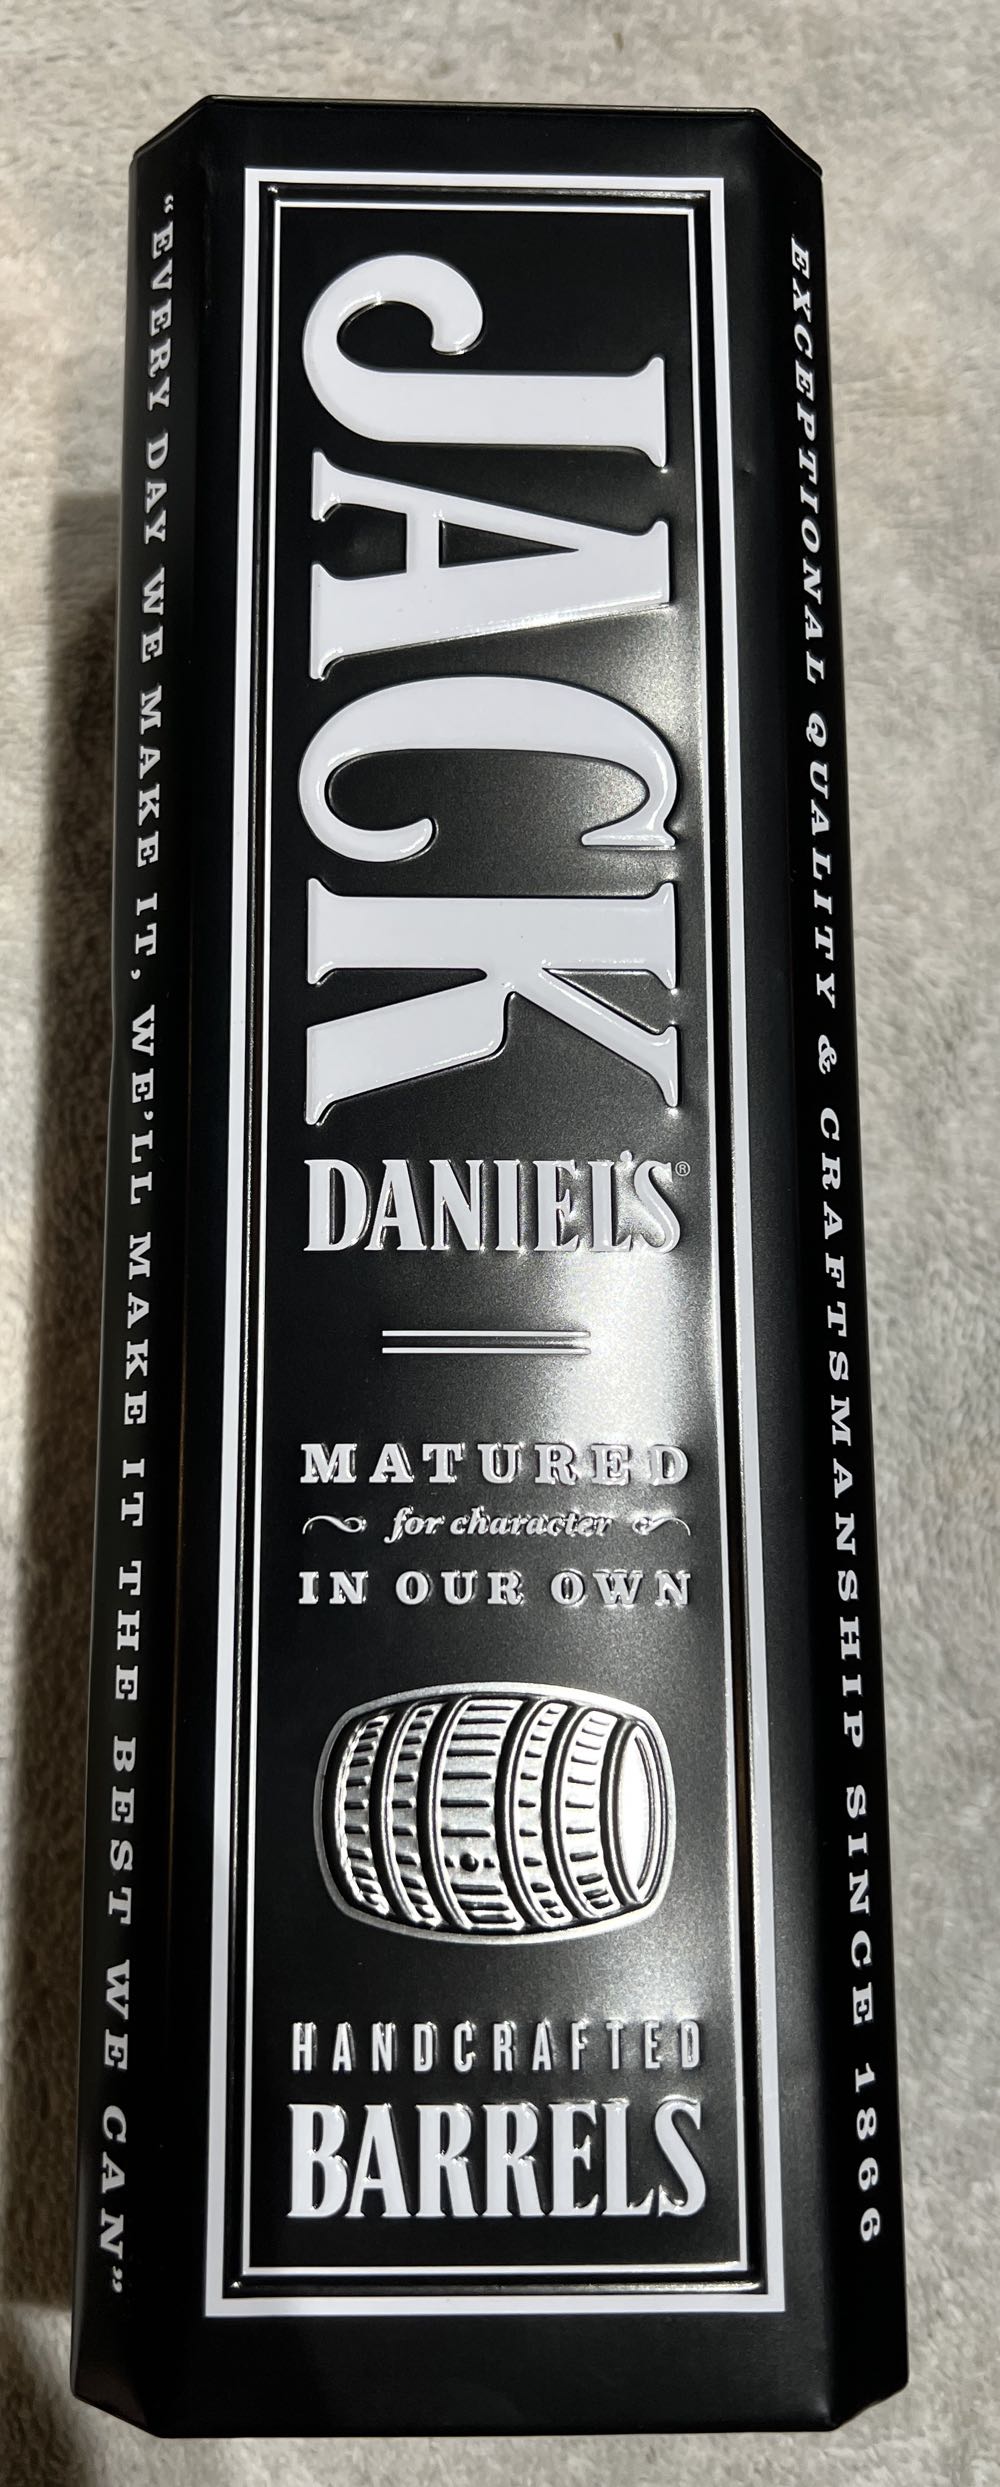 "EVERY DAY WE MAKE IT, WE'LL MAKE IT THE BEST WE CAN"
JACK
DANIEL'S®
MATURED
for character
IN OUR OWN
HANDCRAFTED
BARRELS
EXCEPTIONAL QUALITY & CRAFTSMANSHIP SINCE 1866